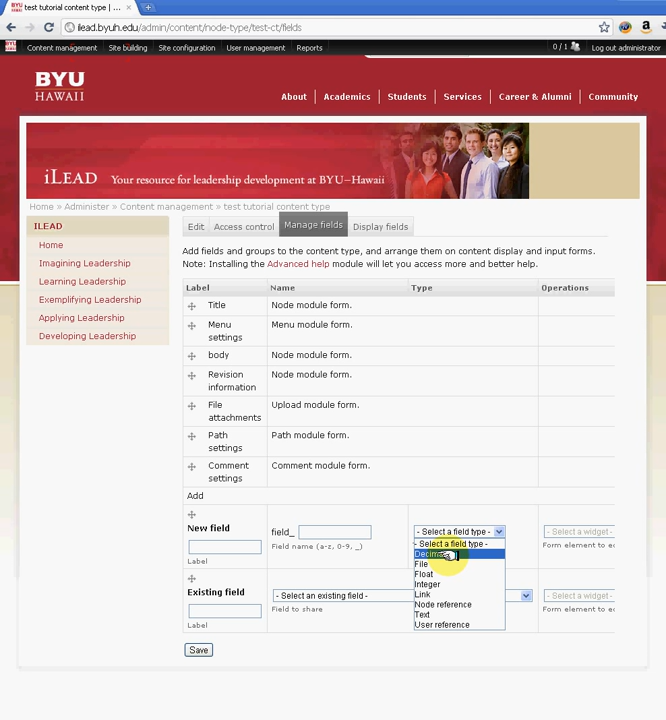 test tutorial content type | ...
ilead.byuh.edu/admin/content/node-type/test-ct/fields
Content management Site building Site configuration User management Reports 0 / 1 Log out administrator
BYU
HAWAII
About Academics Students Services Career & Alumni Community
iLEAD Your resource for leadership development at BYU–Hawaii
Home » Administer » Content management » test tutorial content type
ILEAD
Home
Imagining Leadership
Learning Leadership
Exemplifying Leadership
Applying Leadership
Developing Leadership
Edit Access control Manage fields Display fields
Add fields and groups to the content type, and arrange them on content display and input forms.
Note: Installing the Advanced help module will let you access more and better help.
Label Name Type Operations
Title Node module form.
Menu settings Menu module form.
body Node module form.
Revision information Node module form.
File attachments Upload module form.
Path settings Path module form.
Comment settings Comment module form.
Add
New field
Label
field_
Field name (a-z, 0-9, _)
- Select a field type -
- Select a field type -
File
Float
Integer
Link
Node reference
Text
User reference
- Select a widget -
Form element to
Existing field
Label
- Select an existing field -
Field to share
- Select a widget -
Form element to
Save